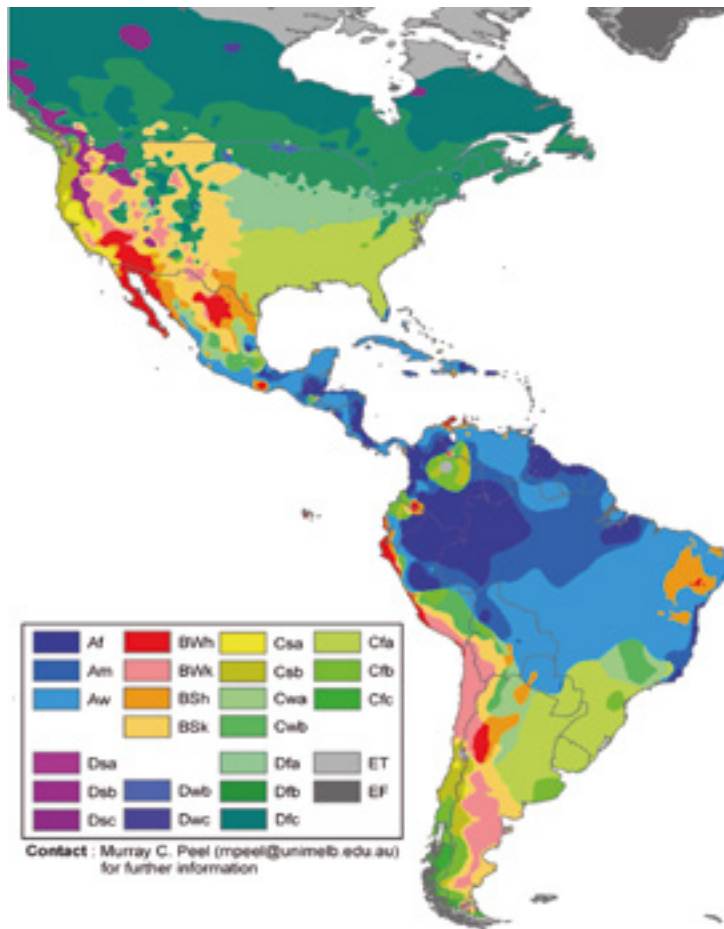 Af BWh Csa Cfa
Am BWk Csb Cfb
Aw BSh Cwa Cfc
BSk Cwb
Dsa Dfa ET
Dsb Dwb Dfb EF
Dsc Dwc Dfc
Contact : Murray C. Peel (mpeel@unimelb.edu.au)
for further information